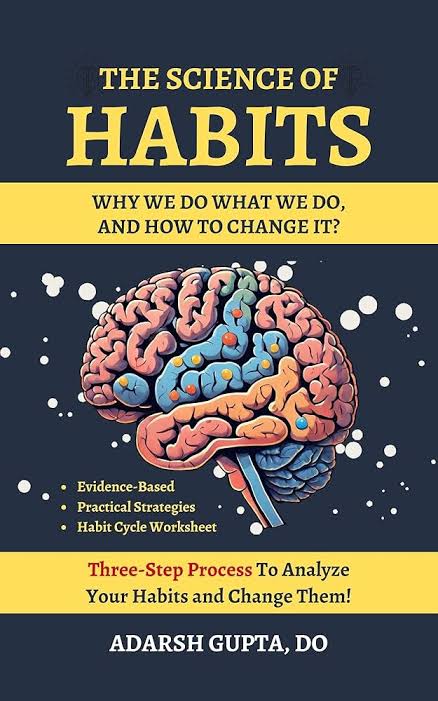 THE SCIENCE OF
HABITS
WHY WE DO WHAT WE DO,
AND HOW TO CHANGE IT?
• Evidence-Based
• Practical Strategies
• Habit Cycle Worksheet
Three-Step Process To Analyze
Your Habits and Change Them!
ADARSH GUPTA, DO